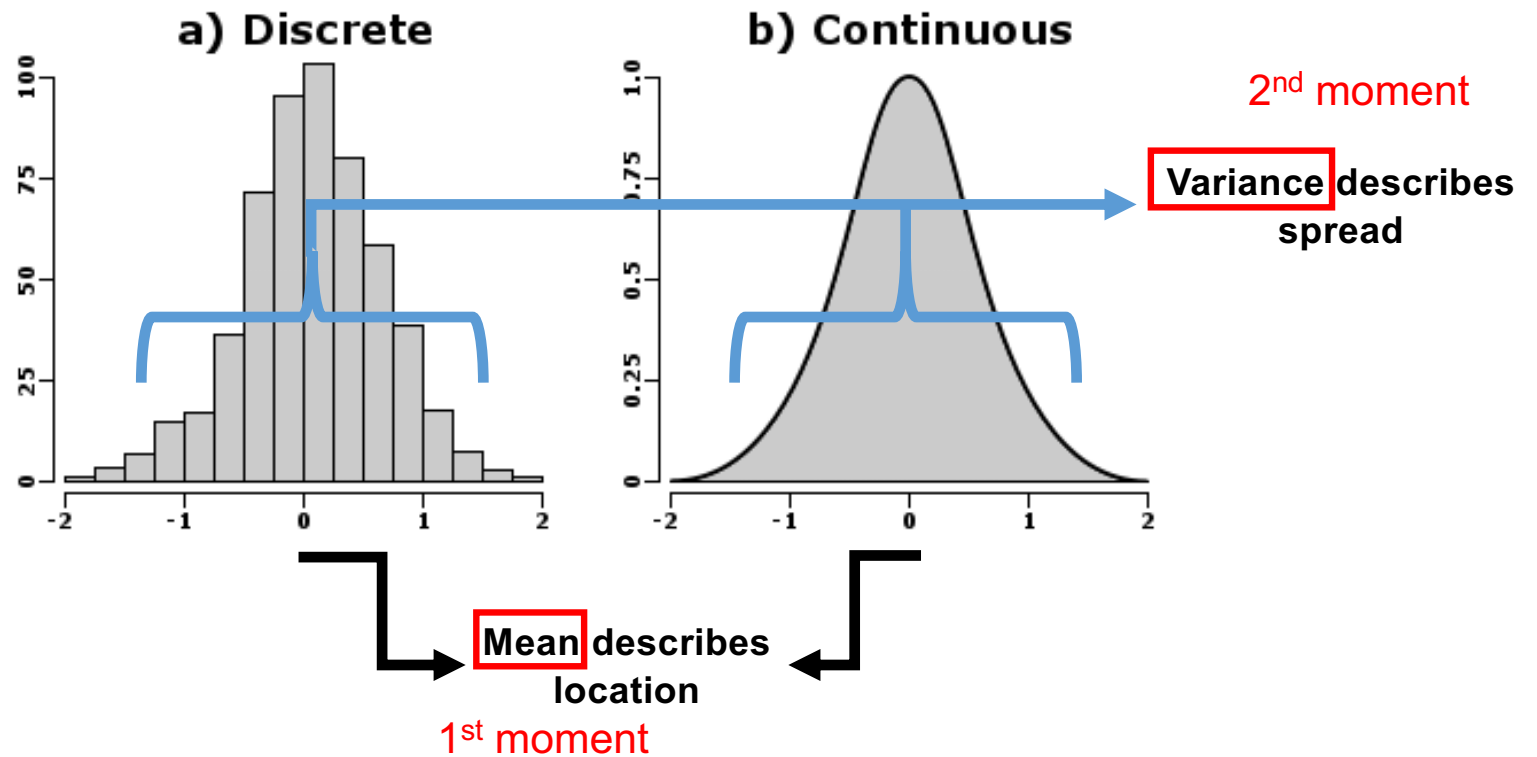 a) Discrete
b) Continuous
100
75
50
25
0
-2 -1 0 1 2
1.0
0.75
0.5
0.25
0
-2 -1 0 1 2
2nd moment
Variance describes
spread
Mean describes
location
1st moment